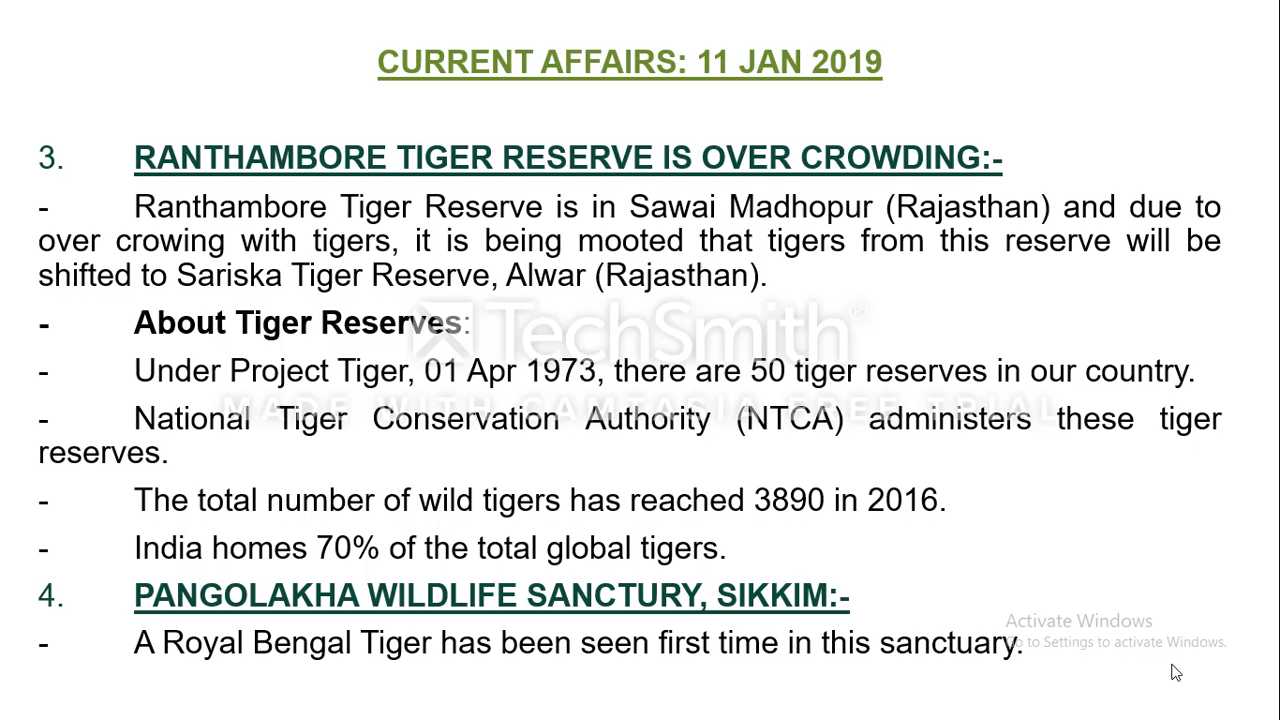 CURRENT AFFAIRS: 11 JAN 2019
3. RANTHAMBORE TIGER RESERVE IS OVER CROWDING:-
- Ranthambore Tiger Reserve is in Sawai Madhopur (Rajasthan) and due to
over crowing with tigers, it is being mooted that tigers from this reserve will be
shifted to Sariska Tiger Reserve, Alwar (Rajasthan).
- About Tiger Reserves:
TechSmith®
- Under Project Tiger, 01 Apr 1973, there are 50 tiger reserves in our country.
MADE WITH CAMTASIA FREE TRIAL
- National Tiger Conservation Authority (NTCA) administers these tiger
reserves.
- The total number of wild tigers has reached 3890 in 2016.
- India homes 70% of the total global tigers.
4. PANGOLAKHA WILDLIFE SANCTURY, SIKKIM:-
- A Royal Bengal Tiger has been seen first time in this sanctuary.
Activate Windows
Go to Settings to activate Windows.